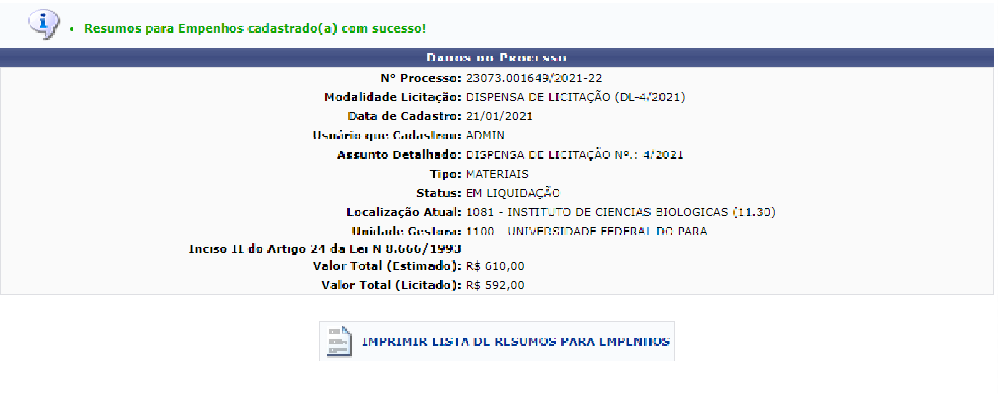 • Resumos para Empenhos cadastrado(a) com sucesso!
DADOS DO PROCESSO
N° Processo: 23073.001649/2021-22
Modalidade Licitação: DISPENSA DE LICITAÇÃO (DL-4/2021)
Data de Cadastro: 21/01/2021
Usuário que Cadastrou: ADMIN
Assunto Detalhado: DISPENSA DE LICITAÇÃO Nº.: 4/2021
Tipo: MATERIAIS
Status: EM LIQUIDAÇÃO
Localização Atual: 1081 - INSTITUTO DE CIENCIAS BIOLOGICAS (11.30)
Unidade Gestora: 1100 - UNIVERSIDADE FEDERAL DO PARA
Inciso II do Artigo 24 da Lei N 8.666/1993
Valor Total (Estimado): R$ 610,00
Valor Total (Licitado): R$ 592,00
IMPRIMIR LISTA DE RESUMOS PARA EMPENHOS